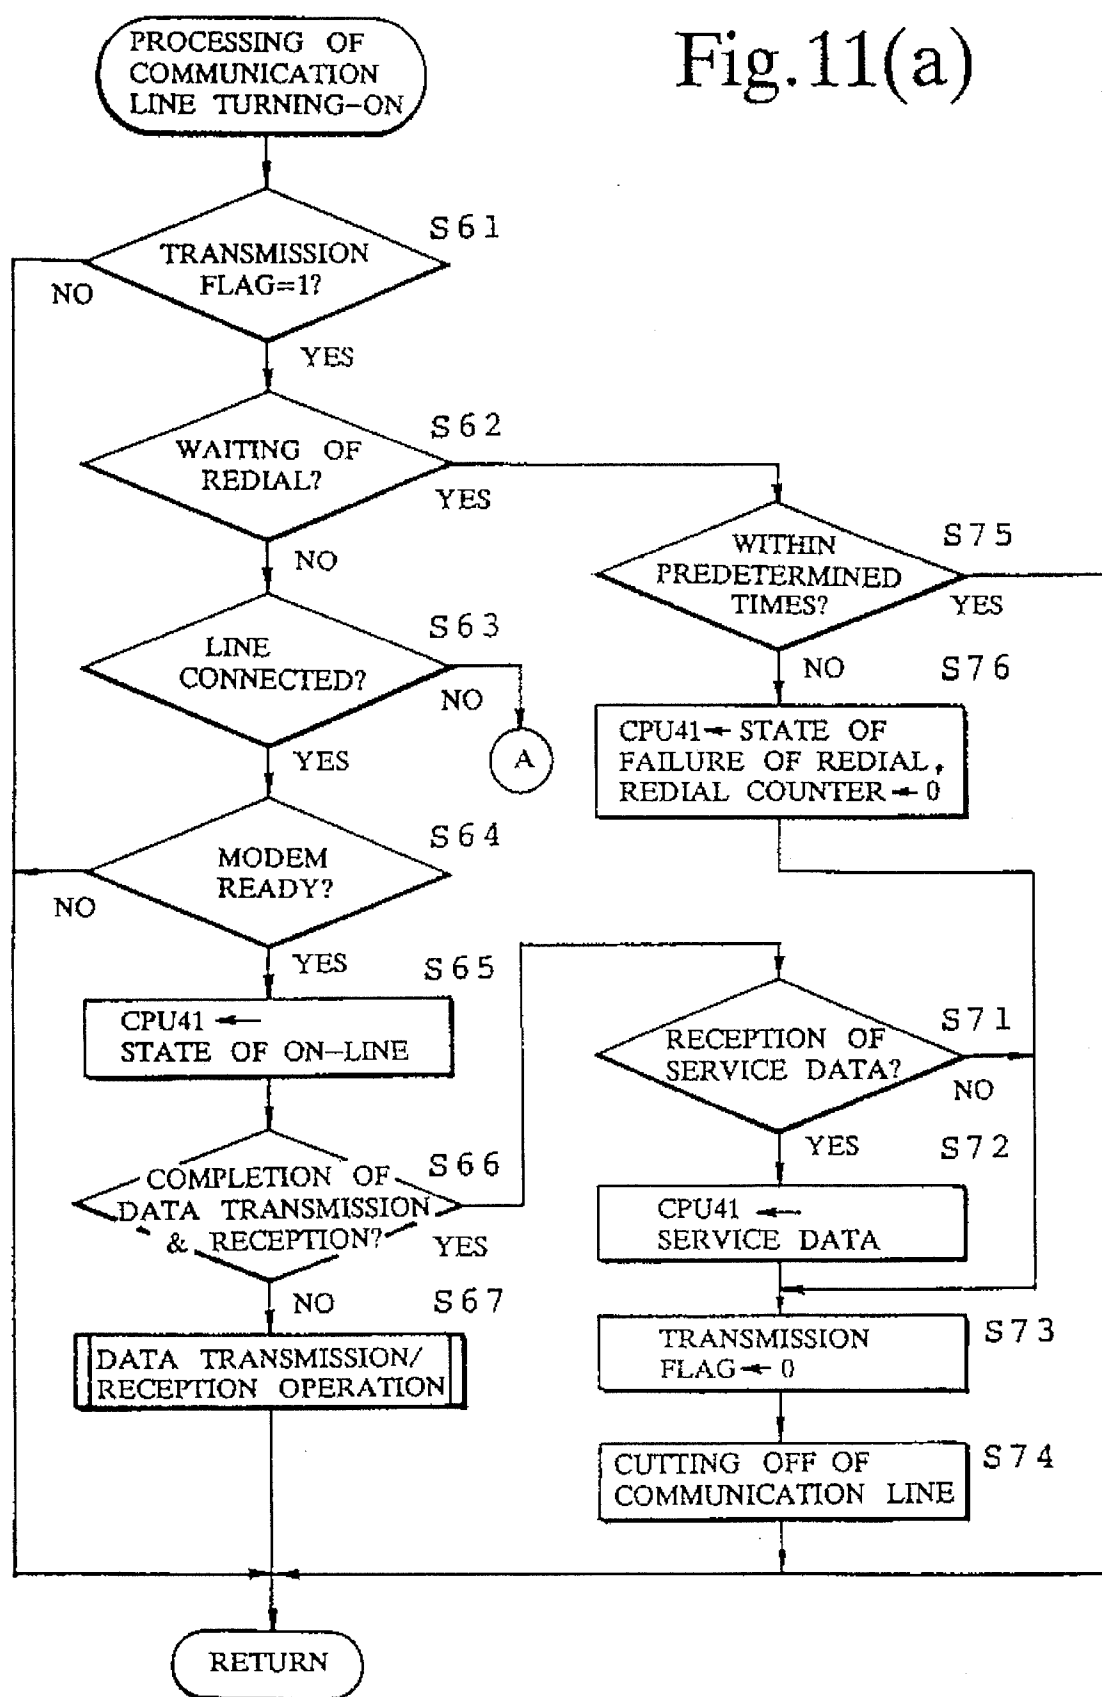 Fig.11(a)
PROCESSING OF
COMMUNICATION
LINE TURNING-ON
S61
TRANSMISSION
FLAG=1?
NO
YES
S62
WAITING OF
REDIAL?
YES
NO
S75
WITHIN
PREDETERMINED
TIMES?
YES
NO
S63
LINE
CONNECTED?
NO
YES
A
S76
CPU41← STATE OF
FAILURE OF REDIAL,
REDIAL COUNTER← 0
S64
MODEM
READY?
NO
YES
S65
CPU41 ←
STATE OF ON-LINE
S71
RECEPTION OF
SERVICE DATA?
NO
YES
S66
COMPLETION OF
DATA TRANSMISSION
& RECEPTION?
YES
NO
S72
CPU41 ←
SERVICE DATA
S67
DATA TRANSMISSION/
RECEPTION OPERATION
S73
TRANSMISSION
FLAG← 0
S74
CUTTING OFF OF
COMMUNICATION LINE
RETURN